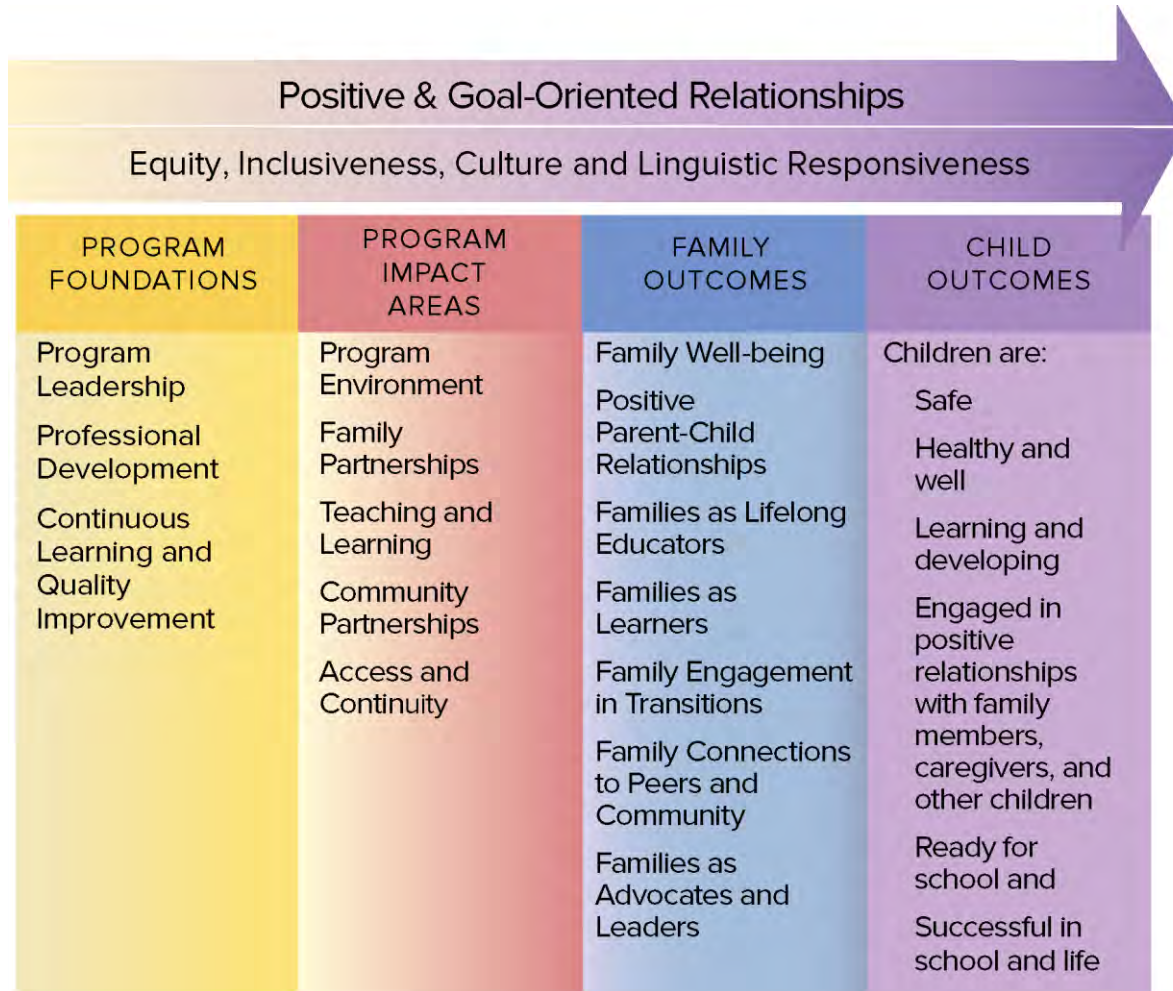 Positive & Goal-Oriented Relationships
Equity, Inclusiveness, Culture and Linguistic Responsiveness
PROGRAM
FOUNDATIONS
Program
Leadership
Professional
Development
Continuous
Learning and
Quality
Improvement
PROGRAM
IMPACT
AREAS
Program
Environment
Family
Partnerships
Teaching and
Learning
Community
Partnerships
Access and
Continuity
FAMILY
OUTCOMES
Family Well-being
Positive
Parent-Child
Relationships
Families as Lifelong
Educators
Families as
Learners
Family Engagement
in Transitions
Family Connections
to Peers and
Community
Families as
Advocates and
Leaders
CHILD
OUTCOMES
Children are:
Safe
Healthy and
well
Learning and
developing
Engaged in
positive
relationships
with family
members,
caregivers, and
other children
Ready for
school and
Successful in
school and life